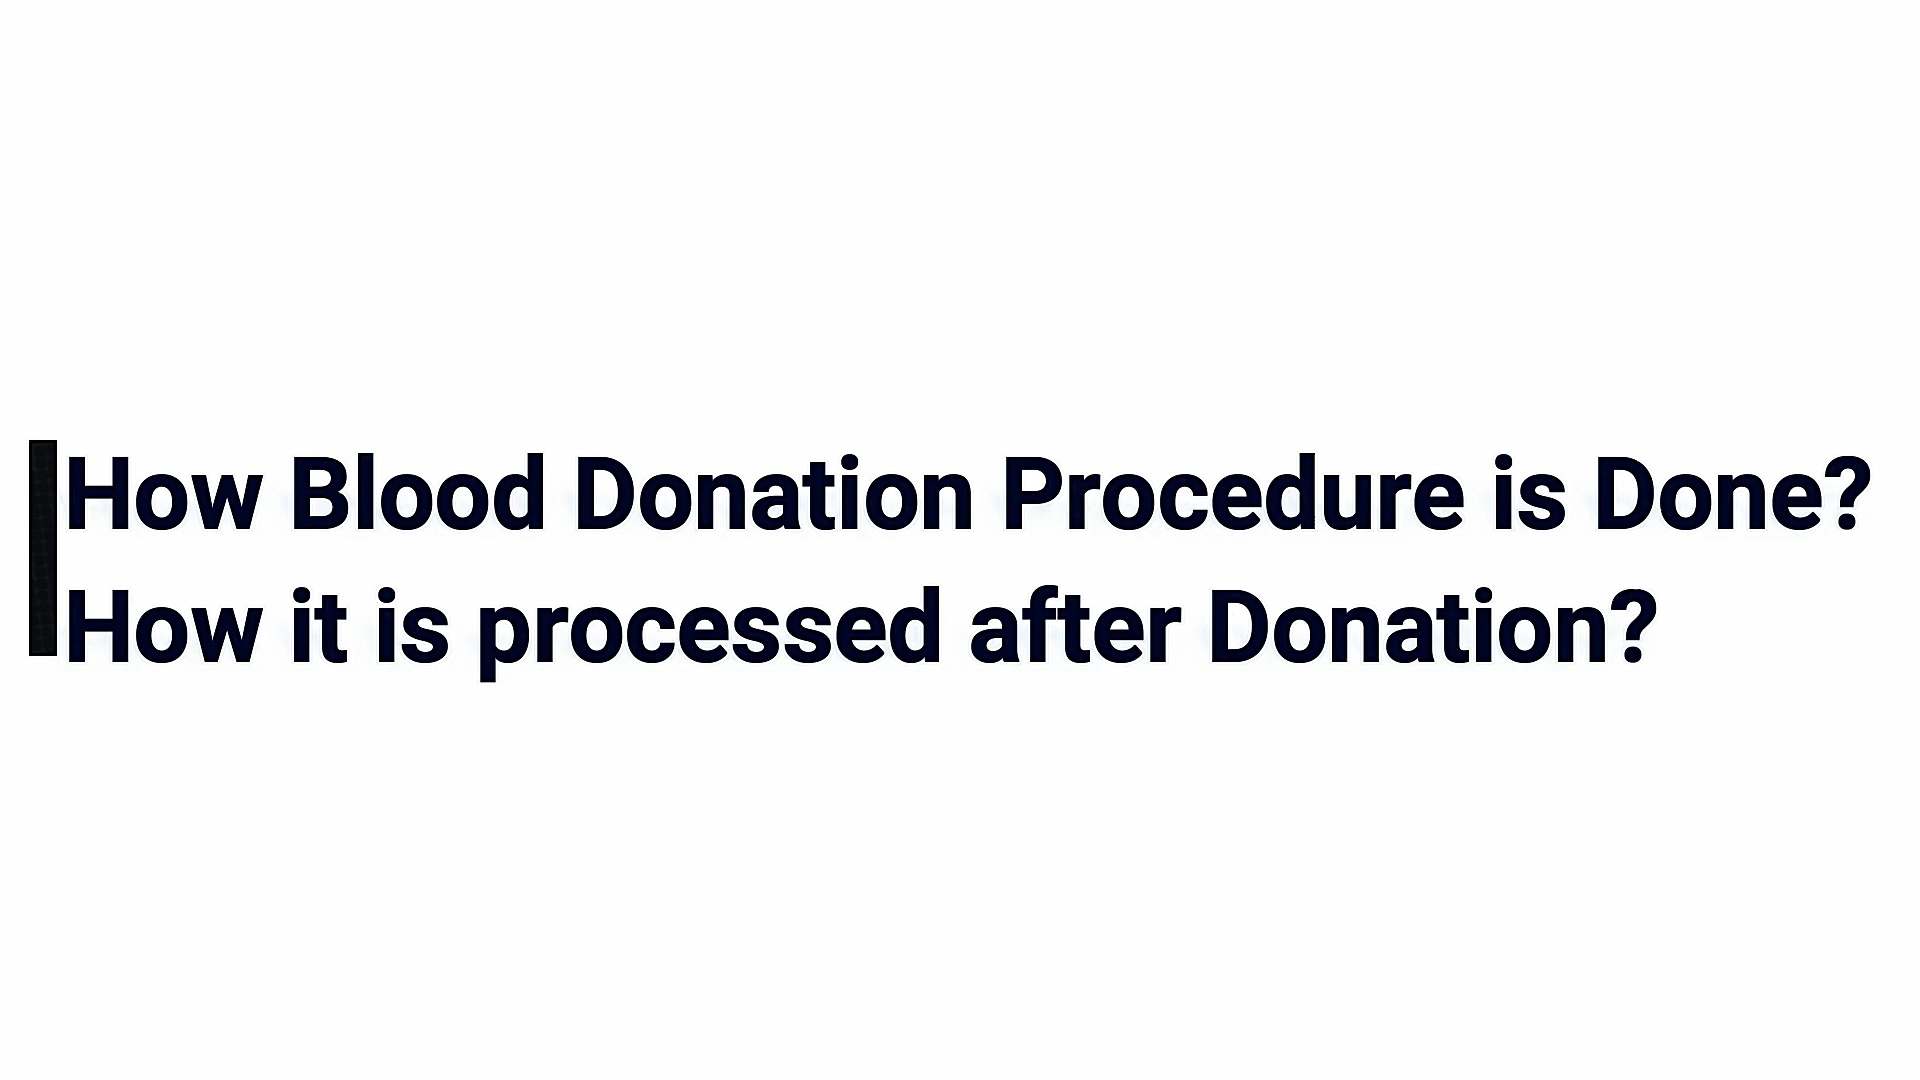 How Blood Donation Procedure is Done?
How it is processed after Donation?